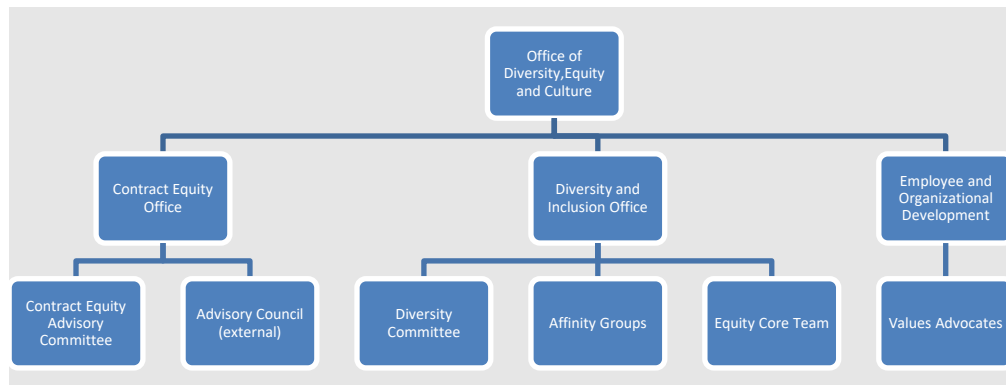 Office of
Diversity,Equity
and Culture
Contract Equity
Office
Diversity and
Inclusion Office
Employee and
Organizational
Development
Contract Equity
Advisory
Committee
Advisory Council
(external)
Diversity
Committee
Affinity Groups
Equity Core Team
Values Advocates